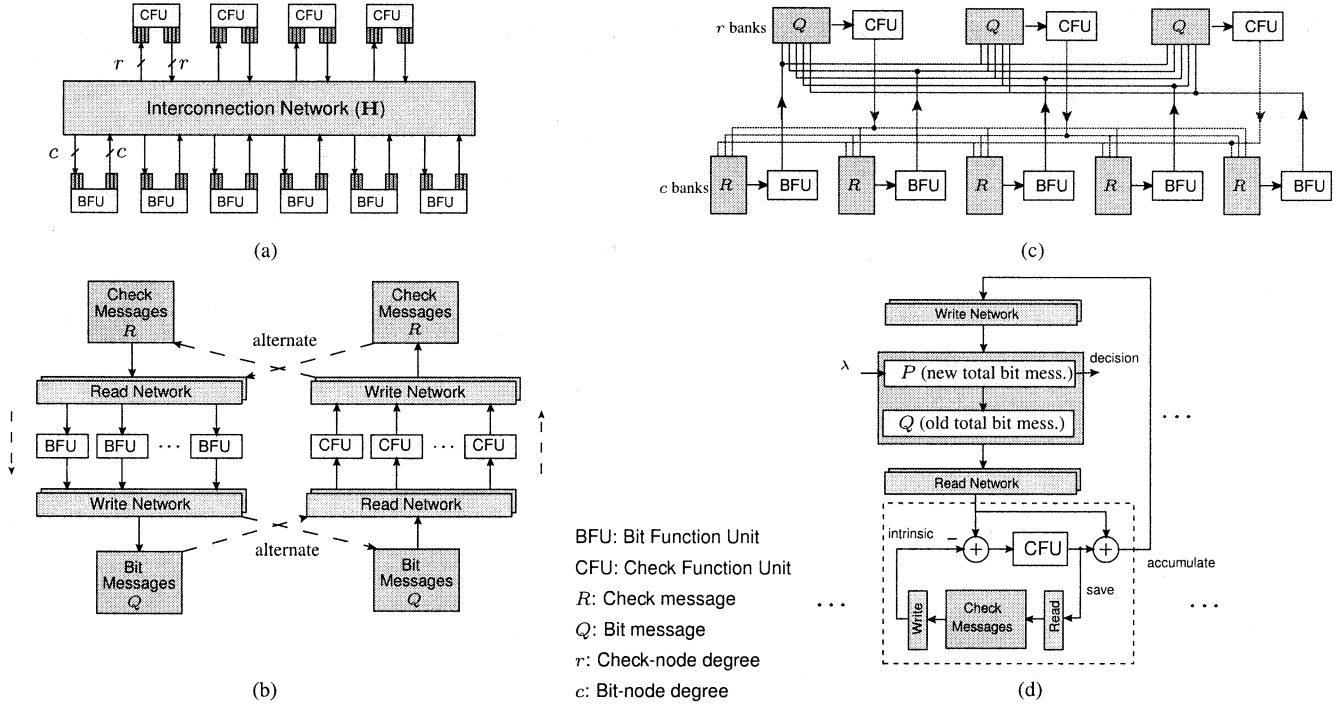 CFU CFU CFU CFU
r r
Interconnection Network (H)
c c
BFU BFU BFU BFU BFU BFU
(a)
r banks Q CFU Q CFU Q CFU
c banks R BFU R BFU R BFU R BFU R BFU
(c)
Check Messages R
Check Messages R
alternate
Read Network
Write Network
BFU BFU ... BFU
CFU CFU ... CFU
Write Network
Read Network
alternate
Bit Messages Q
Bit Messages Q
(b)
BFU: Bit Function Unit
CFU: Check Function Unit
R: Check message
Q: Bit message
r: Check-node degree
c: Bit-node degree
Write Network
λ
P (new total bit mess.)
decision
Q (old total bit mess.)
...
Read Network
intrinsic
− + CFU +
accumulate
save
... Write Check Messages Read ...
(d)